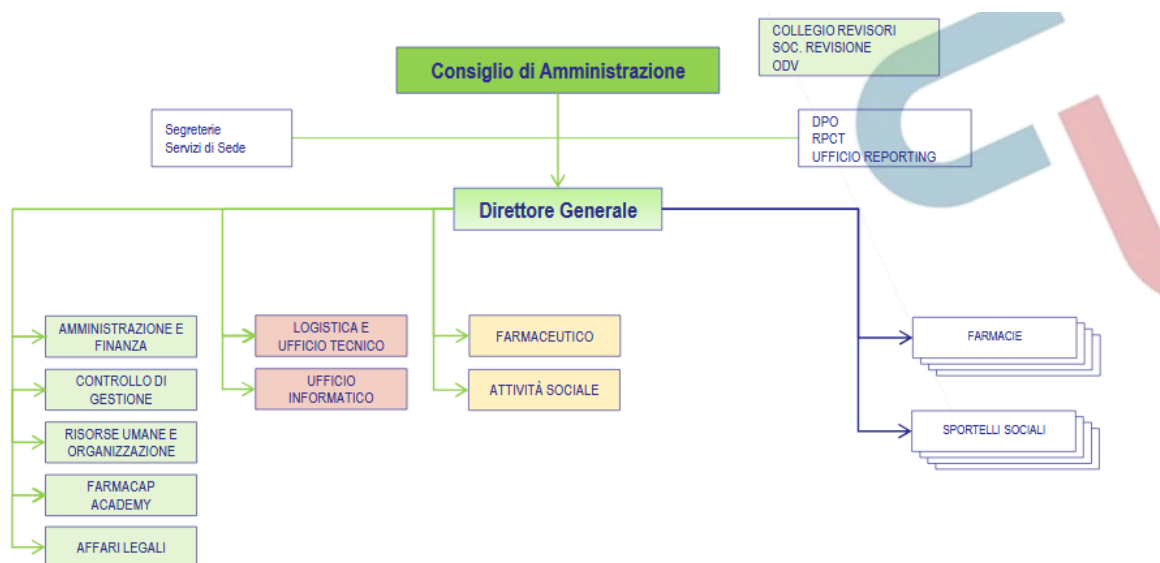 COLLEGIO REVISORI
SOC. REVISIONE
ODV
Consiglio di Amministrazione
Segreterie
Servizi di Sede
DPO
RPCT
UFFICIO REPORTING
Direttore Generale
AMMINISTRAZIONE E
FINANZA
CONTROLLO DI
GESTIONE
RISORSE UMANE E
ORGANIZZAZIONE
FARMACAP
ACADEMY
AFFARI LEGALI
LOGISTICA E
UFFICIO TECNICO
UFFICIO
INFORMATICO
FARMACEUTICO
ATTIVITÀ SOCIALE
FARMACIE
SPORTELLI SOCIALI